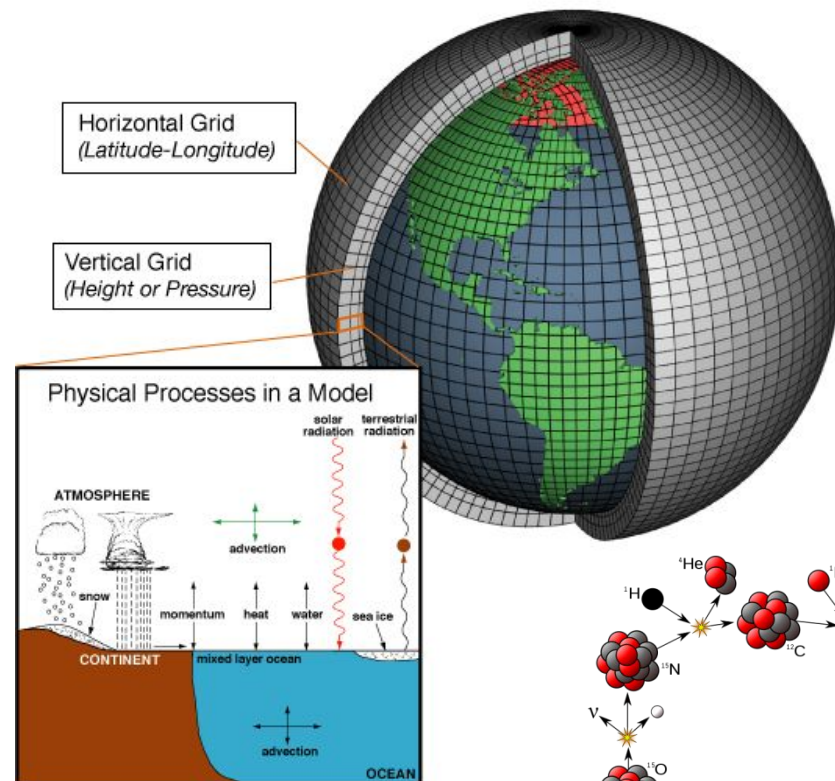 Horizontal Grid
(Latitude-Longitude)
Vertical Grid
(Height or Pressure)
Physical Processes in a Model
solar
radiation
terrestrial
radiation
ATMOSPHERE
advection
snow
momentum
heat
water
sea ice
CONTINENT
mixed layer ocean
advection
OCEAN
⁴He
¹H
¹²C
¹⁵N
ν
¹⁵O